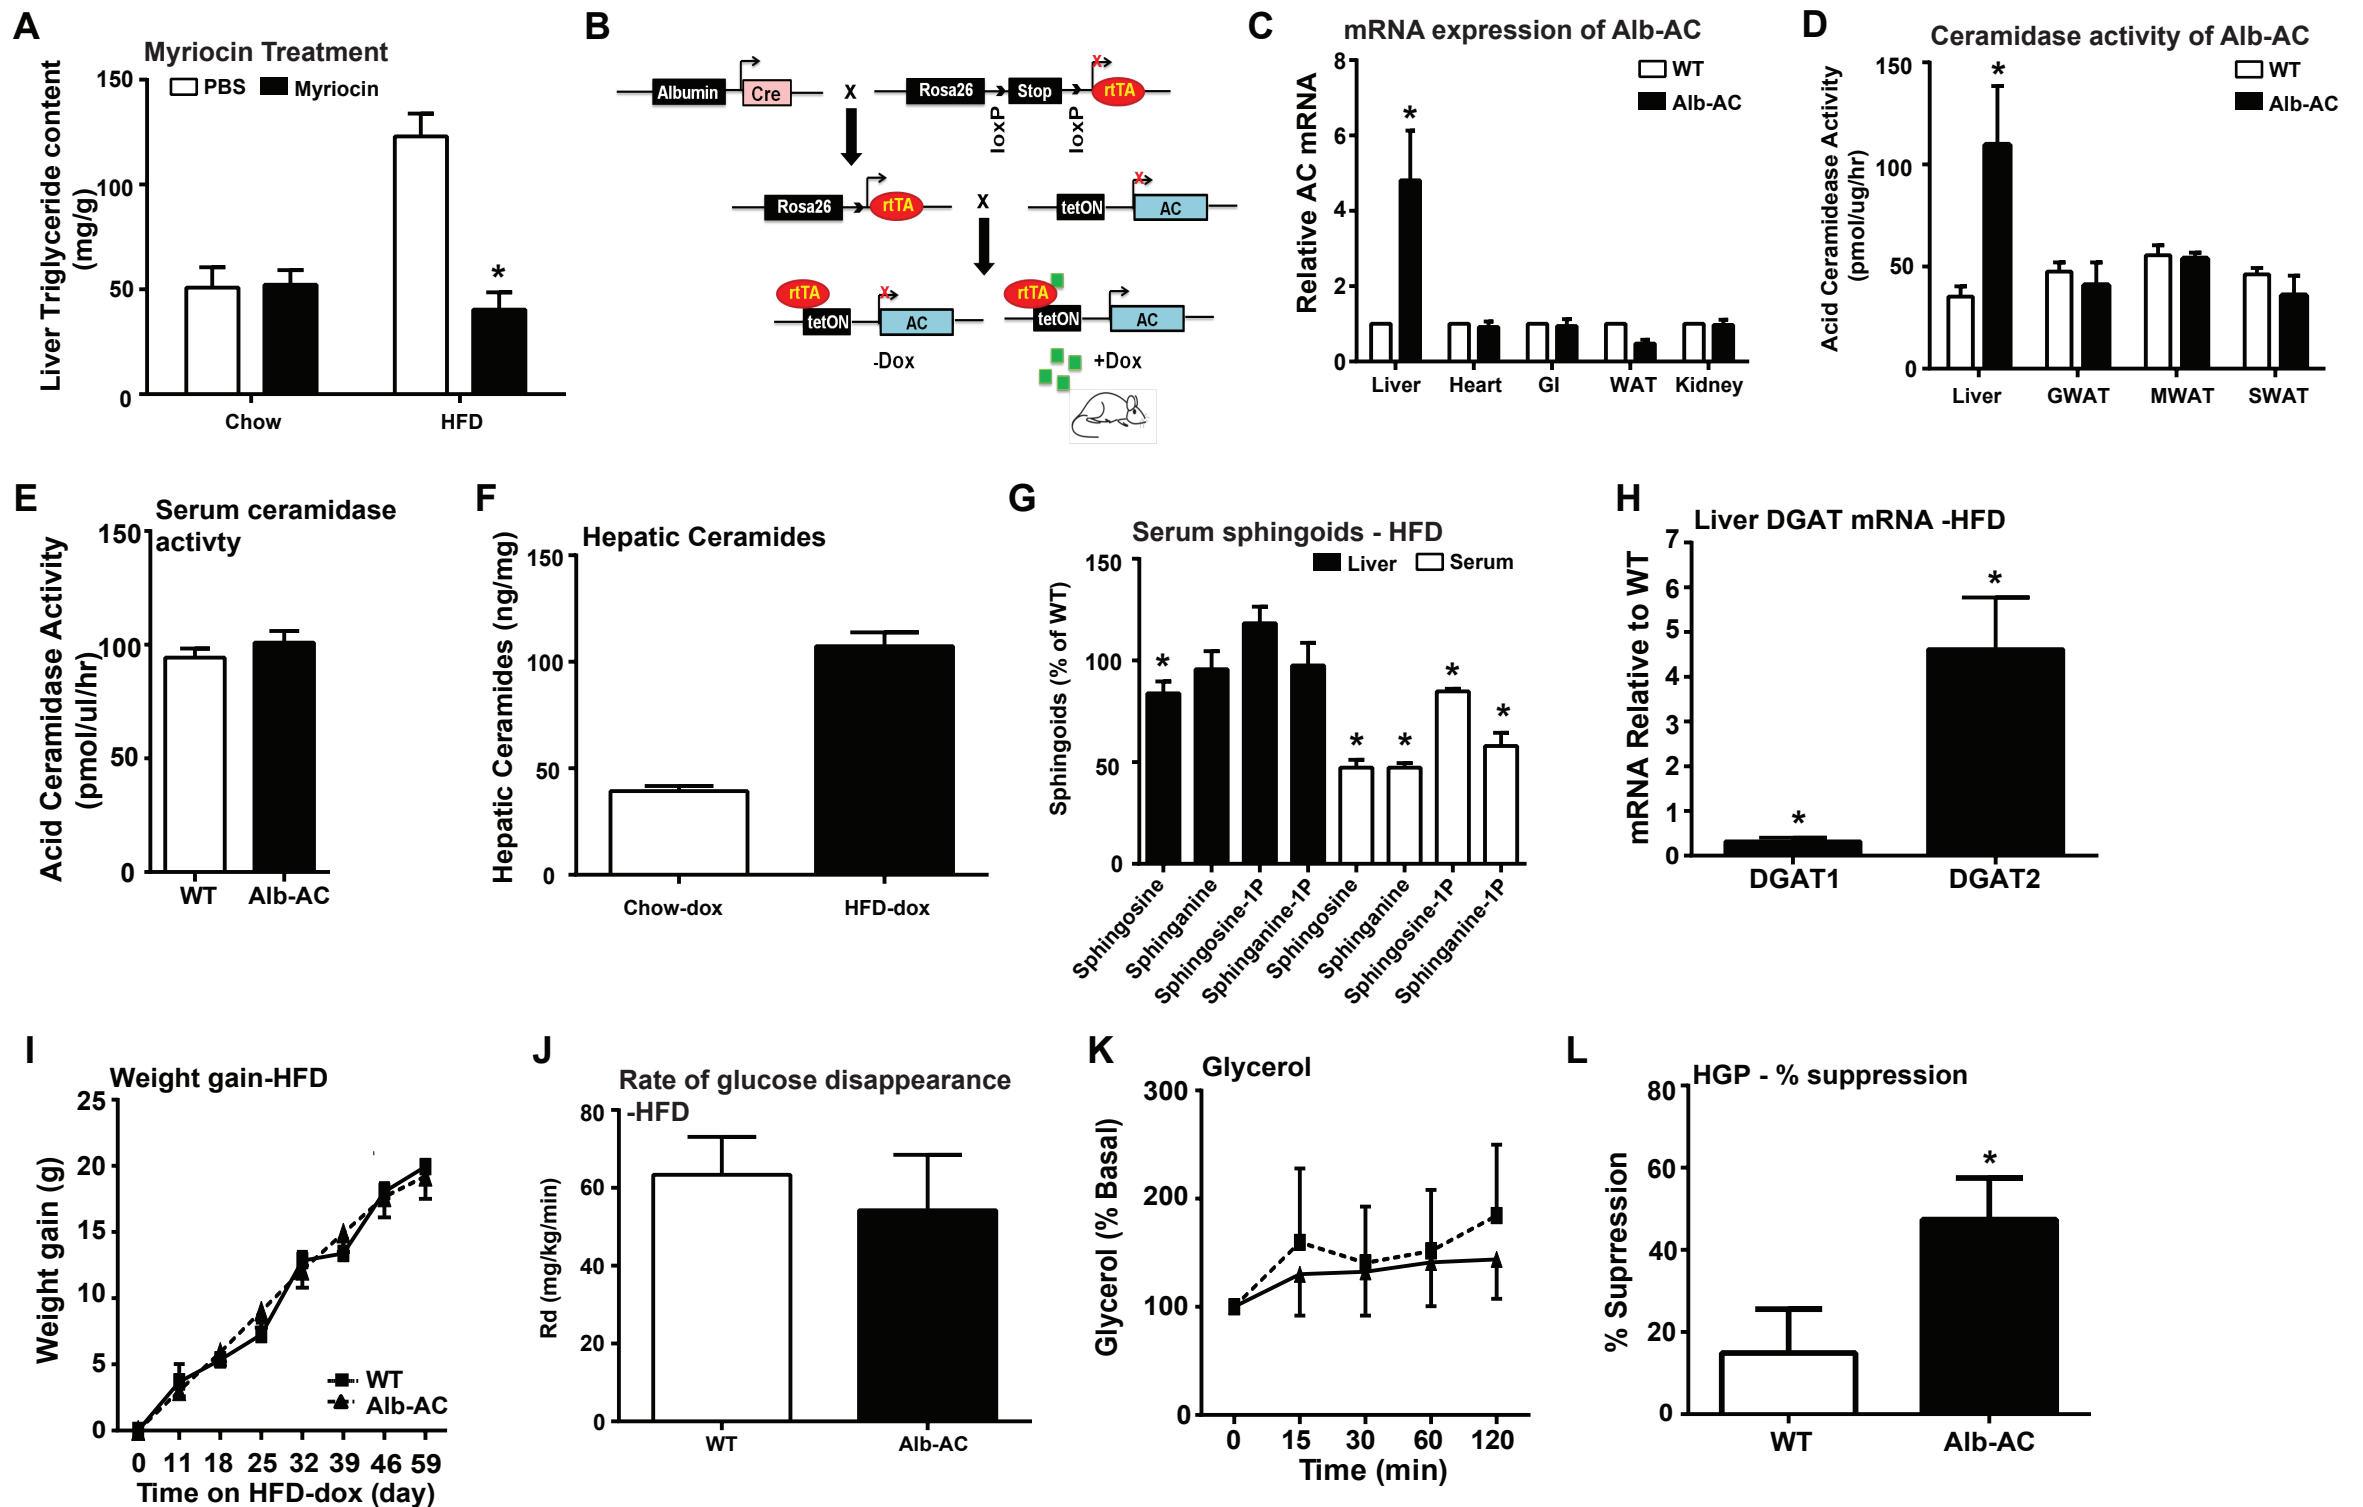 A
Myriocin Treatment
PBS
Myriocin
Liver Triglyceride content
(mg/g)
150
100
50
0
Chow
HFD
*
B
Albumin
Cre
X
Rosa26
Stop
X
rtTA
loxP
loxP
Rosa26
rtTA
X
tetON
X
AC
rtTA
tetON
X
AC
-Dox
rtTA
tetON
AC
+Dox
C
mRNA expression of Alb-AC
WT
Alb-AC
Relative AC mRNA
8
6
4
2
0
*
Liver
Heart
GI
WAT
Kidney
D
Ceramidase activity of Alb-AC
WT
Alb-AC
Acid Ceramidease Activity
(pmol/ug/hr)
150
100
50
0
*
Liver
GWAT
MWAT
SWAT
E
Serum ceramidase
activty
Acid Ceramidase Activity
(pmol/ul/hr)
150
100
50
0
WT
Alb-AC
F
Hepatic Ceramides
Hepatic Ceramides (ng/mg)
150
100
50
0
Chow-dox
HFD-dox
G
Serum sphingoids - HFD
Liver
Serum
Sphingoids (% of WT)
150
100
50
0
*
*
*
*
*
Sphingosine
Sphinganine
Sphingosine-1P
Sphinganine-1P
Sphingosine
Sphinganine
Sphingosine-1P
Sphinganine-1P
H
Liver DGAT mRNA -HFD
mRNA Relative to WT
7
6
5
4
3
2
1
0
*
*
DGAT1
DGAT2
I
Weight gain-HFD
Weight gain (g)
25
20
15
10
5
0
WT
Alb-AC
0 11 18 25 32 39 46 59
Time on HFD-dox (day)
J
Rate of glucose disappearance
-HFD
Rd (mg/kg/min)
80
60
40
20
0
WT
Alb-AC
K
Glycerol
Glycerol (% Basal)
300
200
100
0
0 15 30 60 120
Time (min)
L
HGP - % suppression
% Suprression
80
60
40
20
0
*
WT
Alb-AC